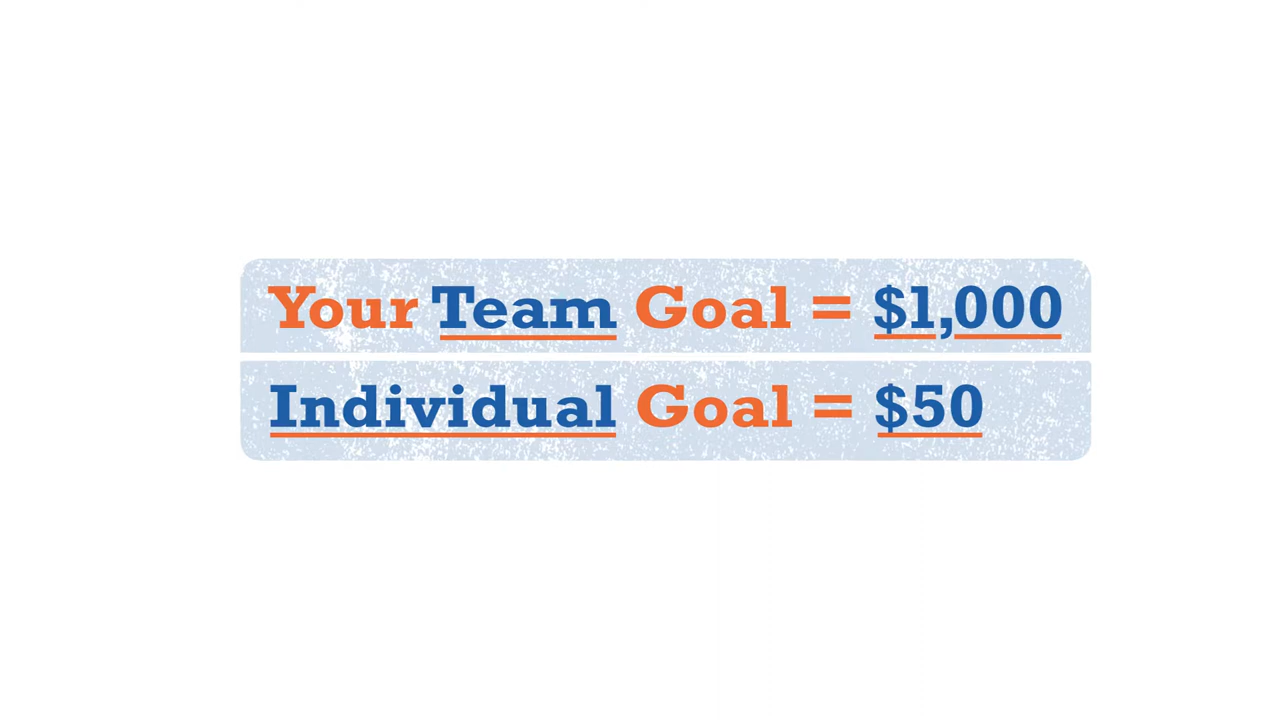 Your Team Goal = $1,000
Individual Goal = $50